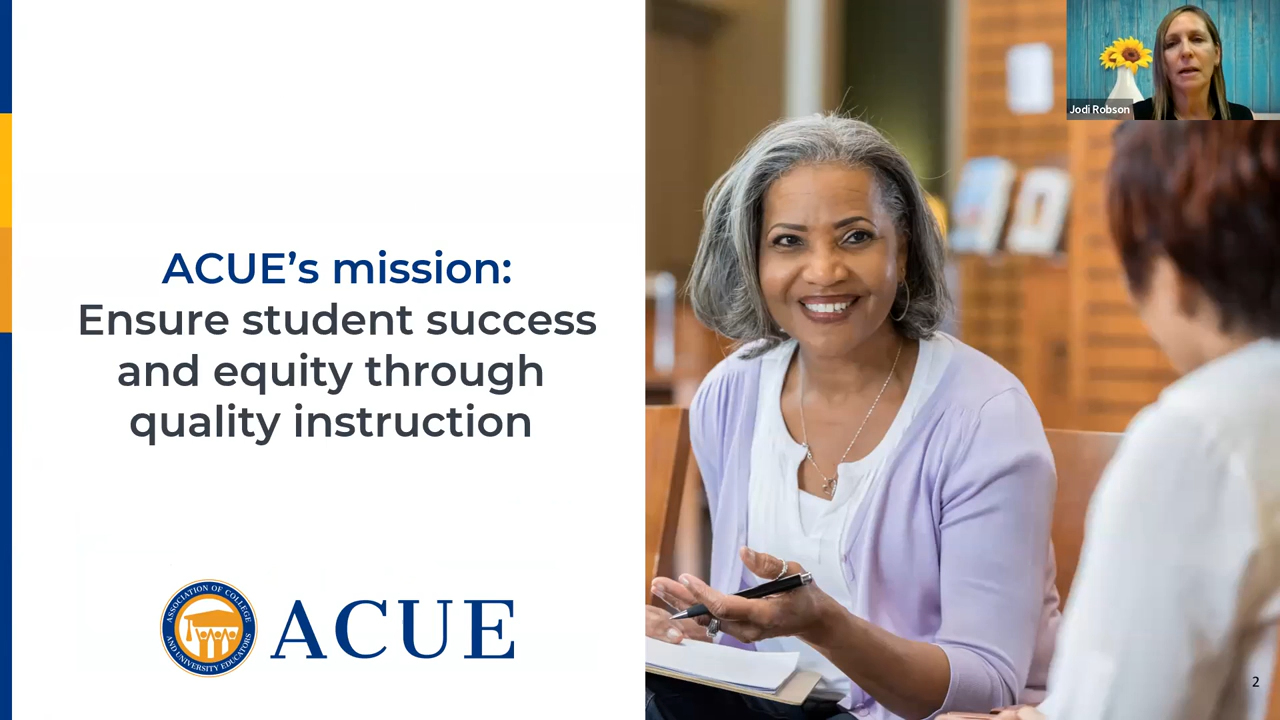 Jodi Robson
ACUE’s mission:
Ensure student success
and equity through
quality instruction
ASSOCIATION OF COLLEGE
AND UNIVERSITY EDUCATORS
ACUE
2